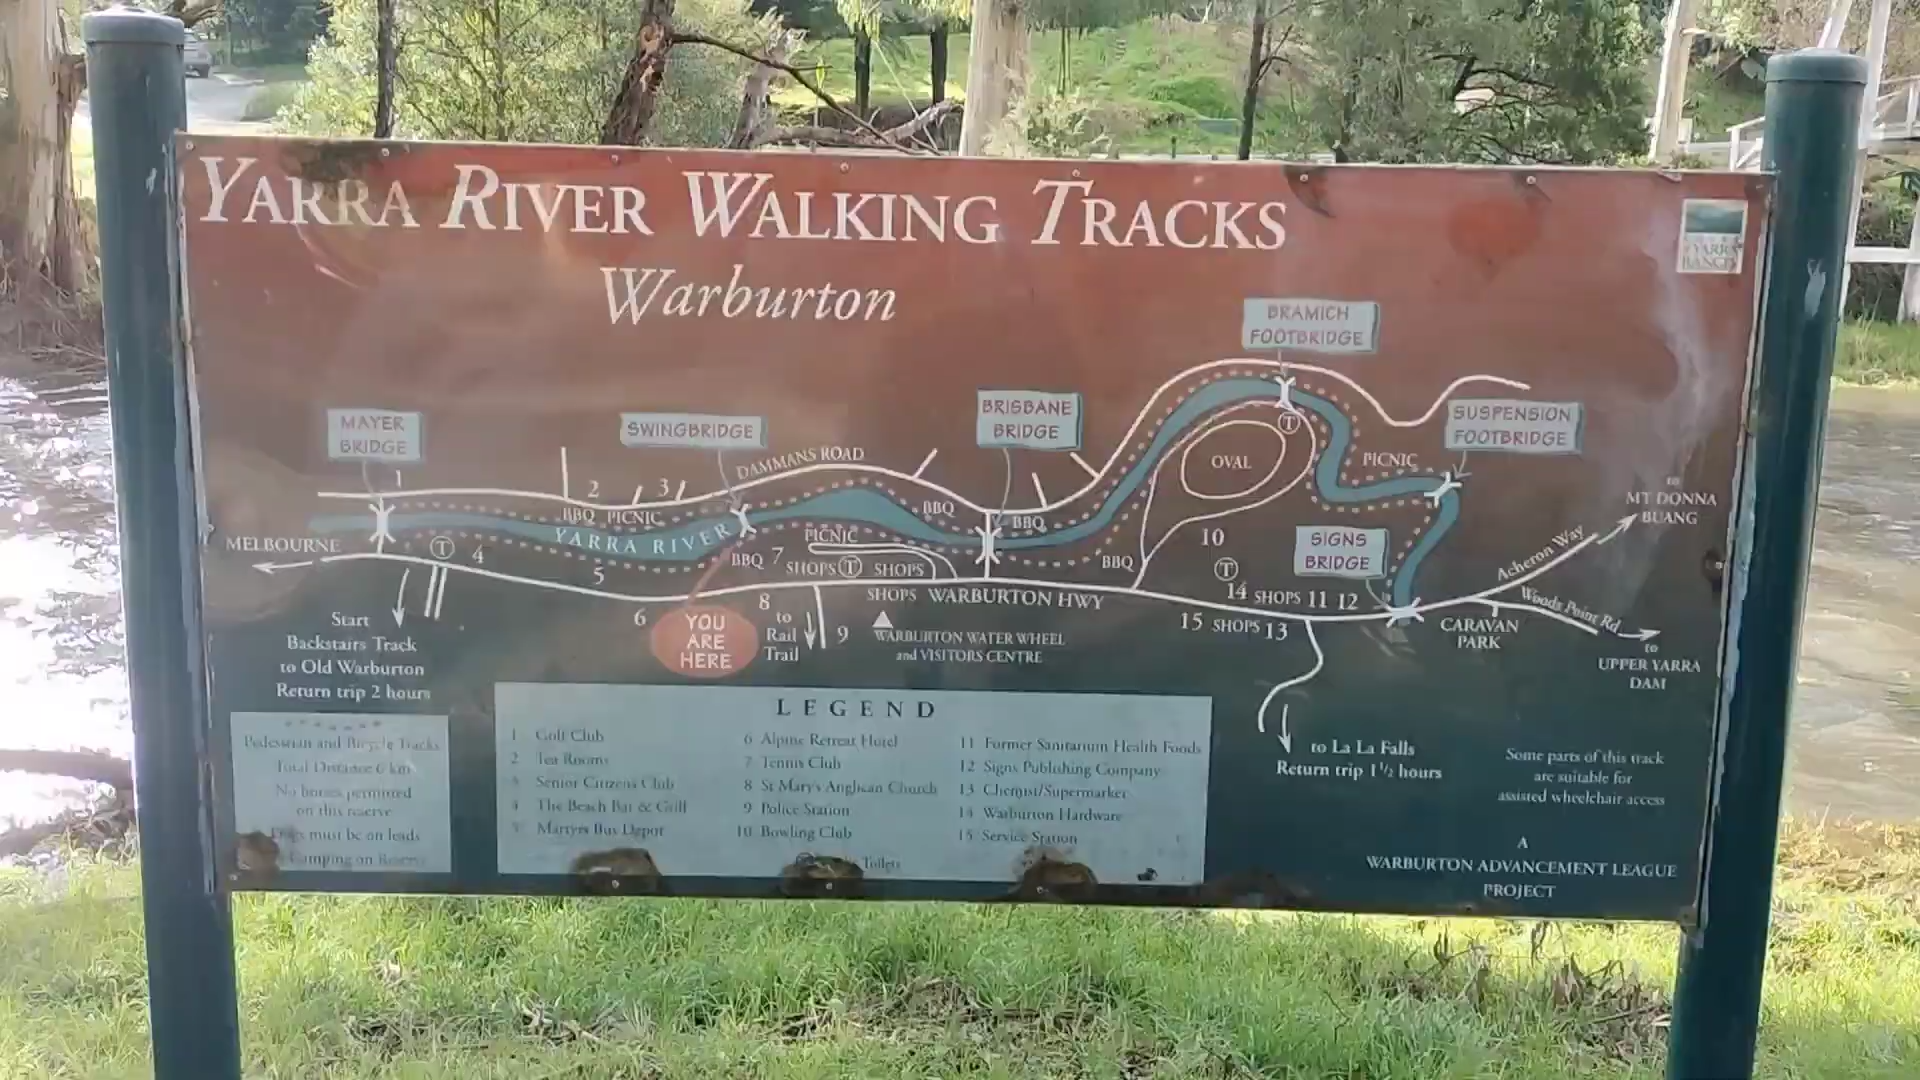 YARRA RIVER WALKING TRACKS
Warburton
YARRA
RANGES
BRAMICH
FOOTBRIDGE
MAYER
BRIDGE
SWINGBRIDGE
BRISBANE
BRIDGE
SUSPENSION
FOOTBRIDGE
DAMMANS ROAD
OVAL
T
PICNIC
1
2
3
BBQ PICNIC
BBQ
BBQ
to
MT DONNA
BUANG
YARRA RIVER
PICNIC
MELBOURNE
T
4
5
BBQ 7 SHOPS T SHOPS
BBQ
10
T
SIGNS
BRIDGE
Acheron Way
Woods Point Rd
SHOPS WARBURTON HWY
14 SHOPS 11 12
15 SHOPS 13
CARAVAN
PARK
to
UPPER YARRA
DAM
Start
Backstairs Track
to Old Warburton
Return trip 2 hours
6
YOU
ARE
HERE
8
to
Rail
Trail
9
WARBURTON WATER WHEEL
and VISITORS CENTRE
to La La Falls
Return trip 1 1/2 hours
Pedestrian and Bicycle Tracks
Total Distance 6 km
No horses permitted
on this reserve
Dogs must be on leads
Camping on Reserve
LEGEND
1 Golf Club
2 Tea Rooms
3 Senior Citizens Club
4 The Beach Bar & Grill
5 Martyrs Bus Depot
6 Alpine Retreat Hotel
7 Tennis Club
8 St Mary's Anglican Church
9 Police Station
10 Bowling Club
11 Former Sanitarium Health Foods
12 Signs Publishing Company
13 Chemist/Supermarket
14 Warburton Hardware
15 Service Station
Toilets
Some parts of this track
are suitable for
assisted wheelchair access
A
WARBURTON ADVANCEMENT LEAGUE
PROJECT